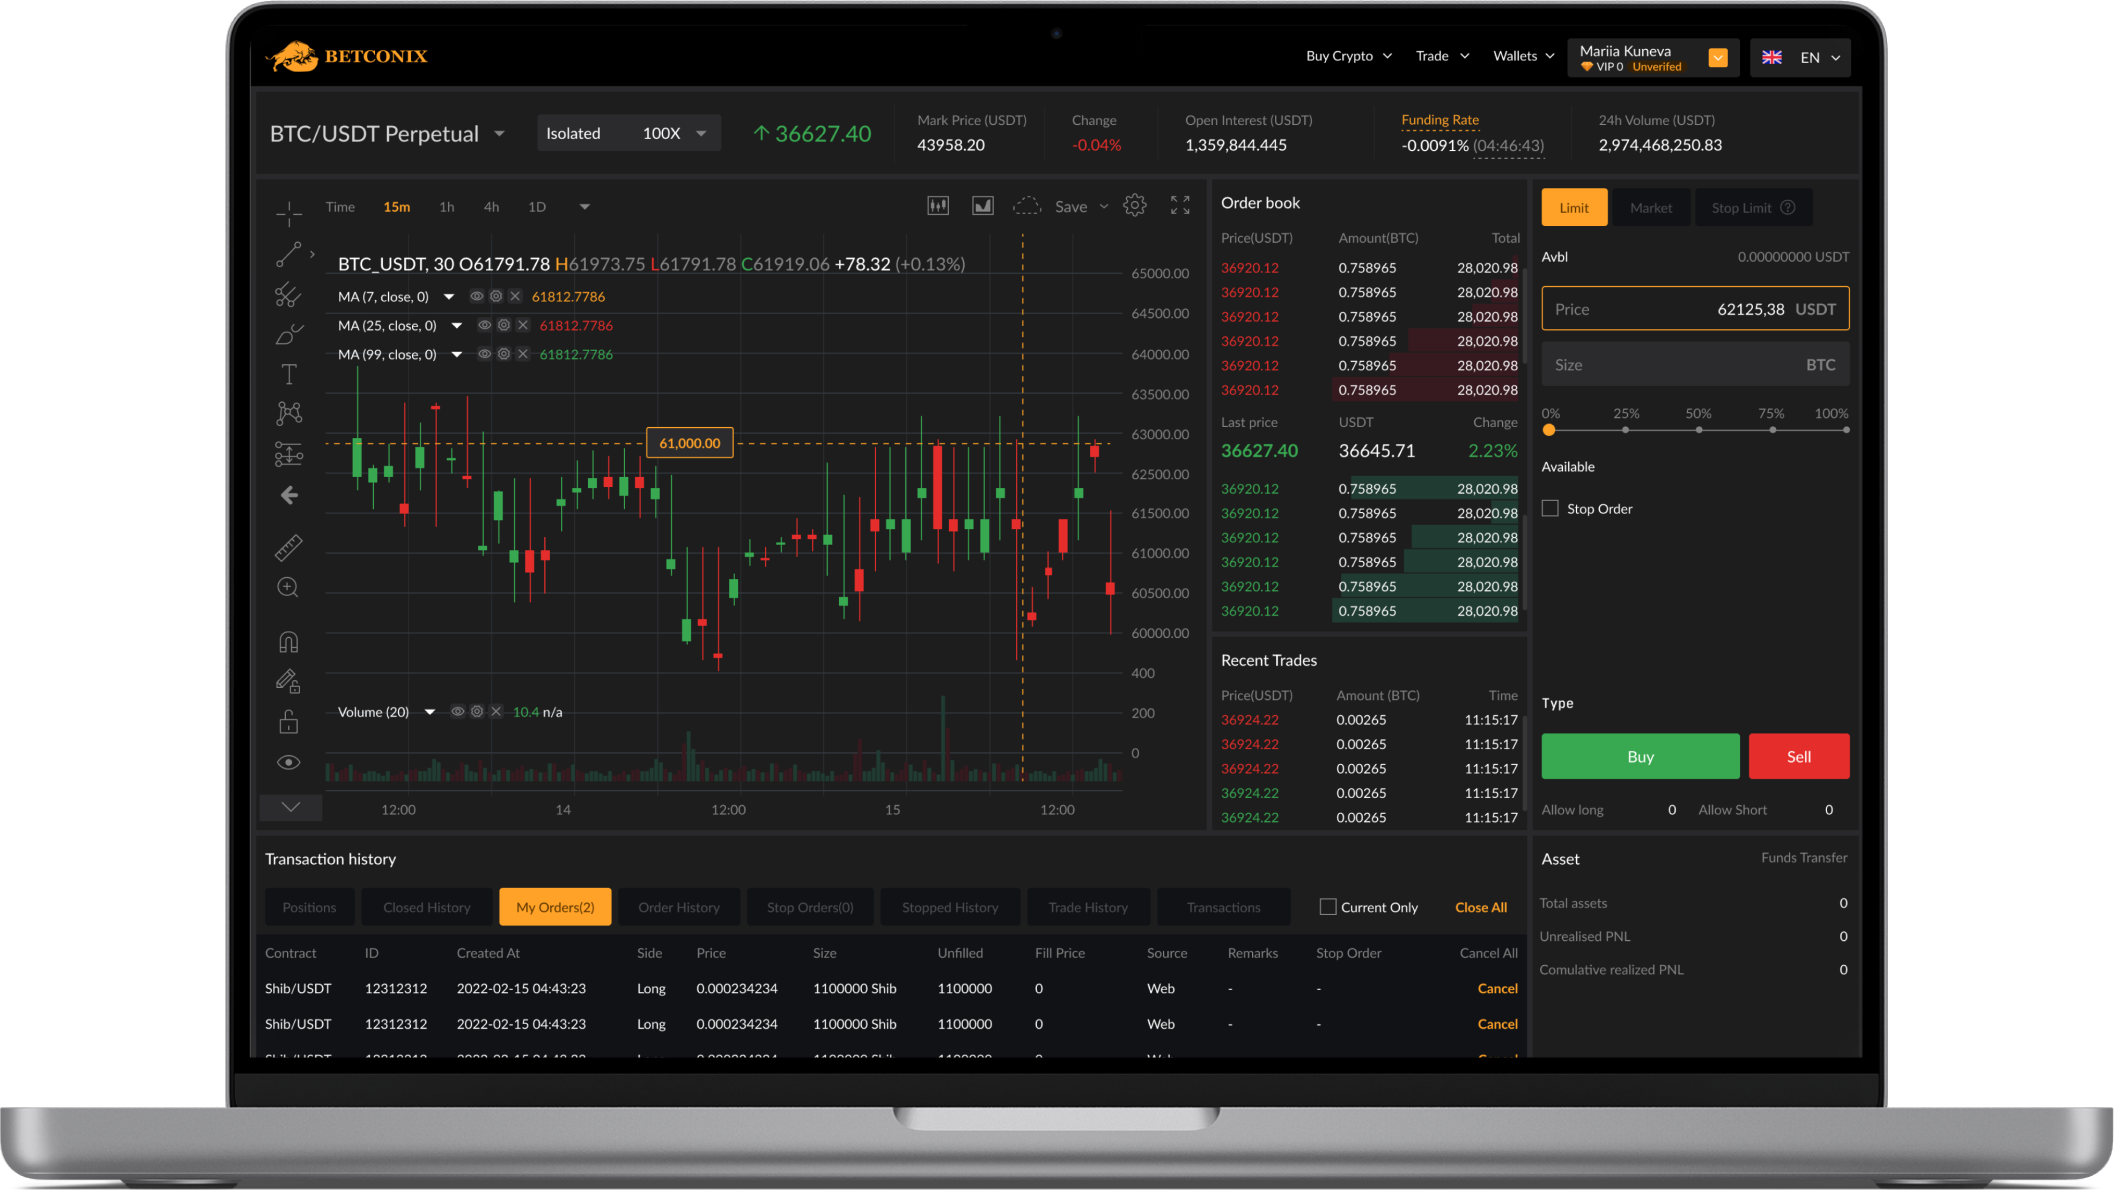 BETCONIX
Buy Crypto Trade Wallets Mariia Kuneva EN
VIP 0 Unverifed
BTC/USDT Perpetual Isolated 100X ↑36627.40
Mark Price (USDT) Change Open Interest (USDT) Funding Rate 24h Volume (USDT)
43958.20 -0.04% 1,359,844.445 -0.0091% (04:46:43) 2,974,468,250.83
Time 15m 1h 4h 1D Save
BTC_USDT, 30 O61791.78 H61973.75 L61791.78 C61919.06 +78.32 (+0.13%)
MA (7, close, 0) 61812.7786
MA (25, close, 0) 61812.7786
MA (99, close, 0) 61812.7786
T
61,000.00
65000.00
64500.00
64000.00
63500.00
63000.00
62500.00
61500.00
61000.00
60500.00
60000.00
400
200
0
Volume (20) 10.4 n/a
12:00 14 12:00 15 12:00
Order book
Price(USDT) Amount(BTC) Total
36920.12 0.758965 28,020.98
36920.12 0.758965 28,020.98
36920.12 0.758965 28,020.98
36920.12 0.758965 28,020.98
36920.12 0.758965 28,020.98
36920.12 0.758965 28,020.98
Last price USDT Change
36627.40 36645.71 2.23%
36920.12 0.758965 28,020.98
36920.12 0.758965 28,020.98
36920.12 0.758965 28,020.98
36920.12 0.758965 28,020.98
36920.12 0.758965 28,020.98
36920.12 0.758965 28,020.98
Recent Trades
Price(USDT) Amount (BTC) Time
36924.22 0.00265 11:15:17
36924.22 0.00265 11:15:17
36924.22 0.00265 11:15:17
36924.22 0.00265 11:15:17
36924.22 0.00265 11:15:17
Limit Market Stop Limit ?
Avbl 0.00000000 USDT
Price 62125,38 USDT
Size BTC
0% 25% 50% 75% 100%
Available
Stop Order
Type
Buy Sell
Allow long 0 Allow Short 0
Transaction history
Positions Closed History My Orders(2) Order History Stop Orders(0) Stopped History Trade History Transactions Current Only Close All
Contract ID Created At Side Price Size Unfilled Fill Price Source Remarks Stop Order Cancel All
Shib/USDT 12312312 2022-02-15 04:43:23 Long 0.000234234 1100000 Shib 1100000 0 Web - - Cancel
Shib/USDT 12312312 2022-02-15 04:43:23 Long 0.000234234 1100000 Shib 1100000 0 Web - - Cancel
Asset Funds Transfer
Total assets 0
Unrealised PNL 0
Comulative realized PNL 0